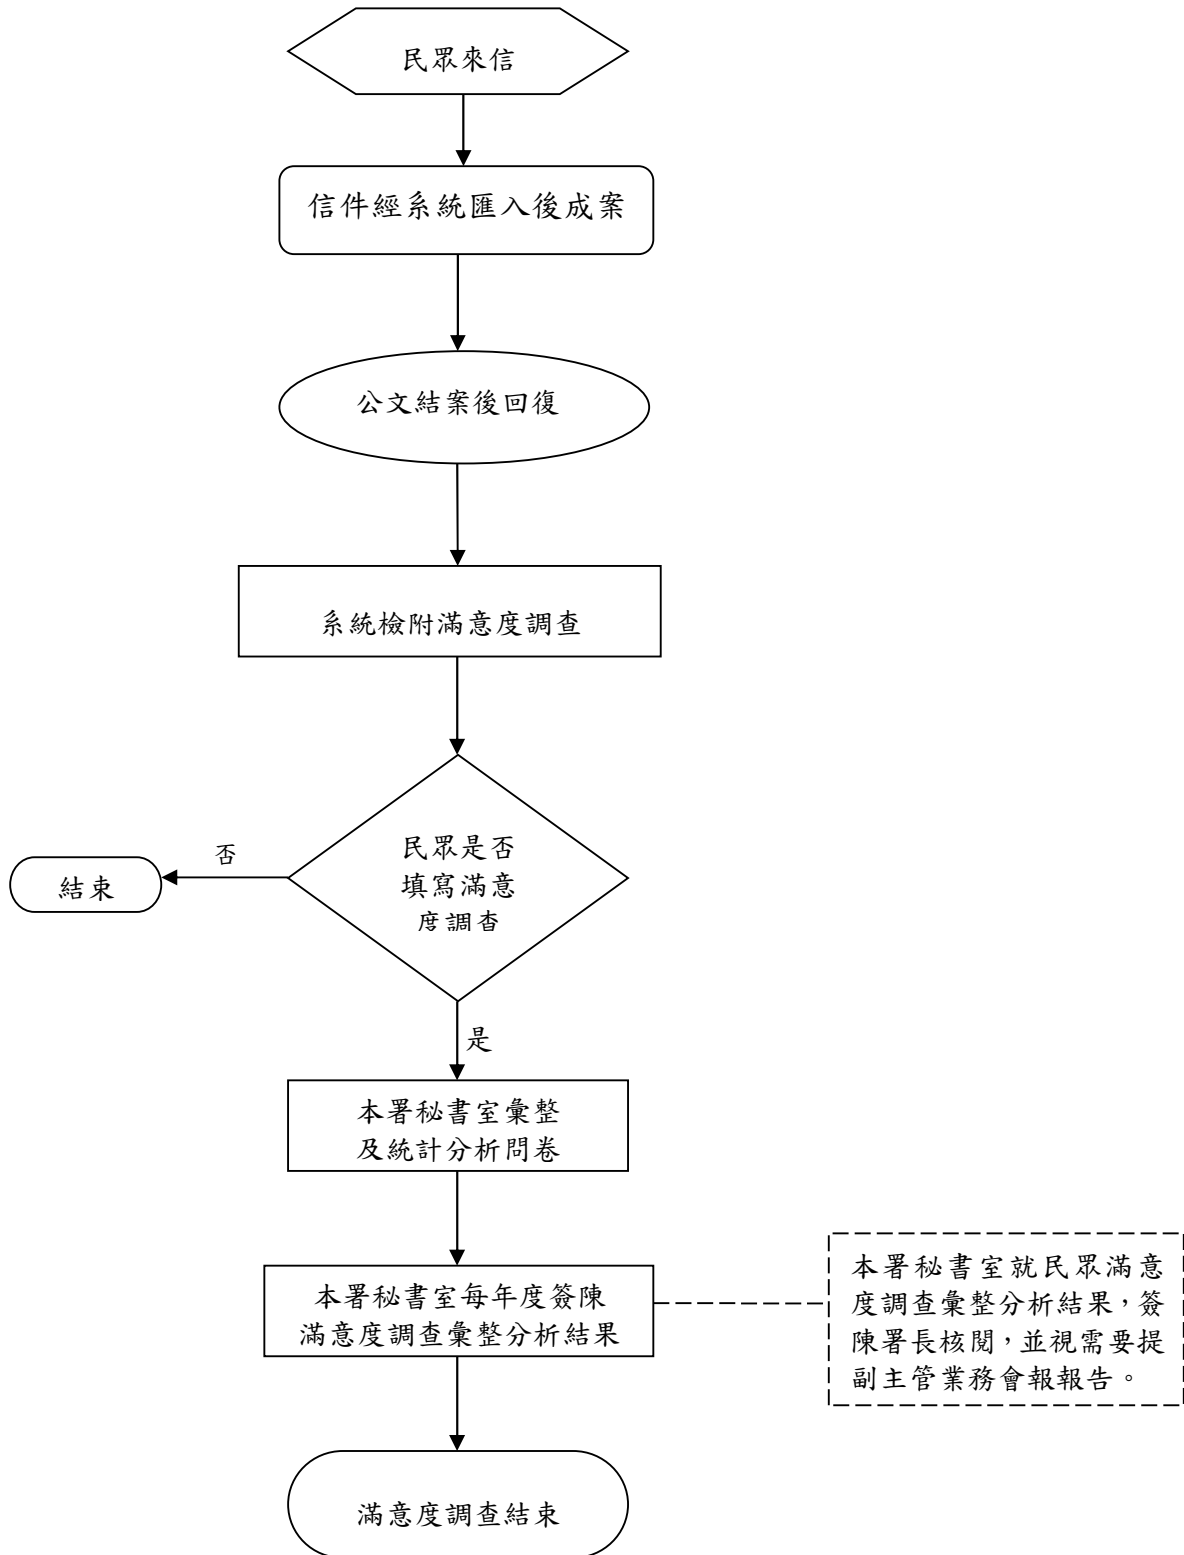 民眾來信
信件經系統匯入後成案
公文結案後回復
系統檢附滿意度調查
民眾是否
填寫滿意
度調查
否
結束
是
本署秘書室彙整
及統計分析問卷
本署秘書室每年度簽陳
滿意度調查彙整分析結果
本署秘書室就民眾滿意
度調查彙整分析結果，簽
陳署長核閱，並視需要提
副主管業務會報報告。
滿意度調查結束